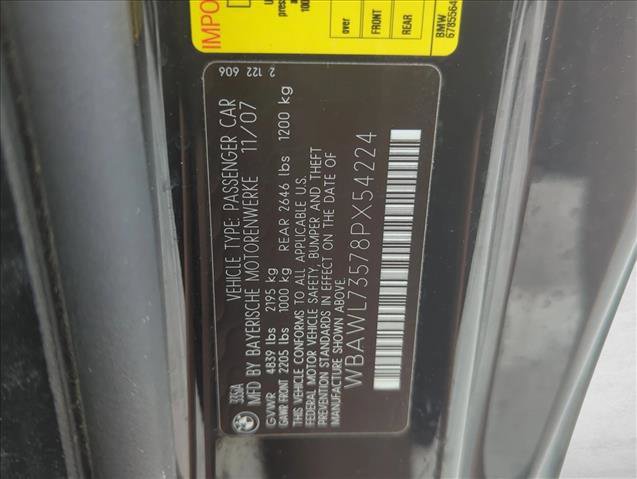 IMPO
over
FRONT
REAR
BMW
6785564
2 122 606
VEHICLE TYPE: PASSENGER CAR
MFD BY BAYERISCHE MOTORENWERKE 11/07
GVWR 4839 lbs 2195 kg
GAWR FRONT 2205 lbs 1000 kg REAR 2646 lbs 1200 kg
THIS VEHICLE CONFORMS TO ALL APPLICABLE U.S.
FEDERAL MOTOR VEHICLE SAFETY, BUMPER AND THEFT
PREVENTION STANDARDS IN EFFECT ON THE DATE OF
MANUFACTURE SHOWN ABOVE.
WBAWL73578PX54224